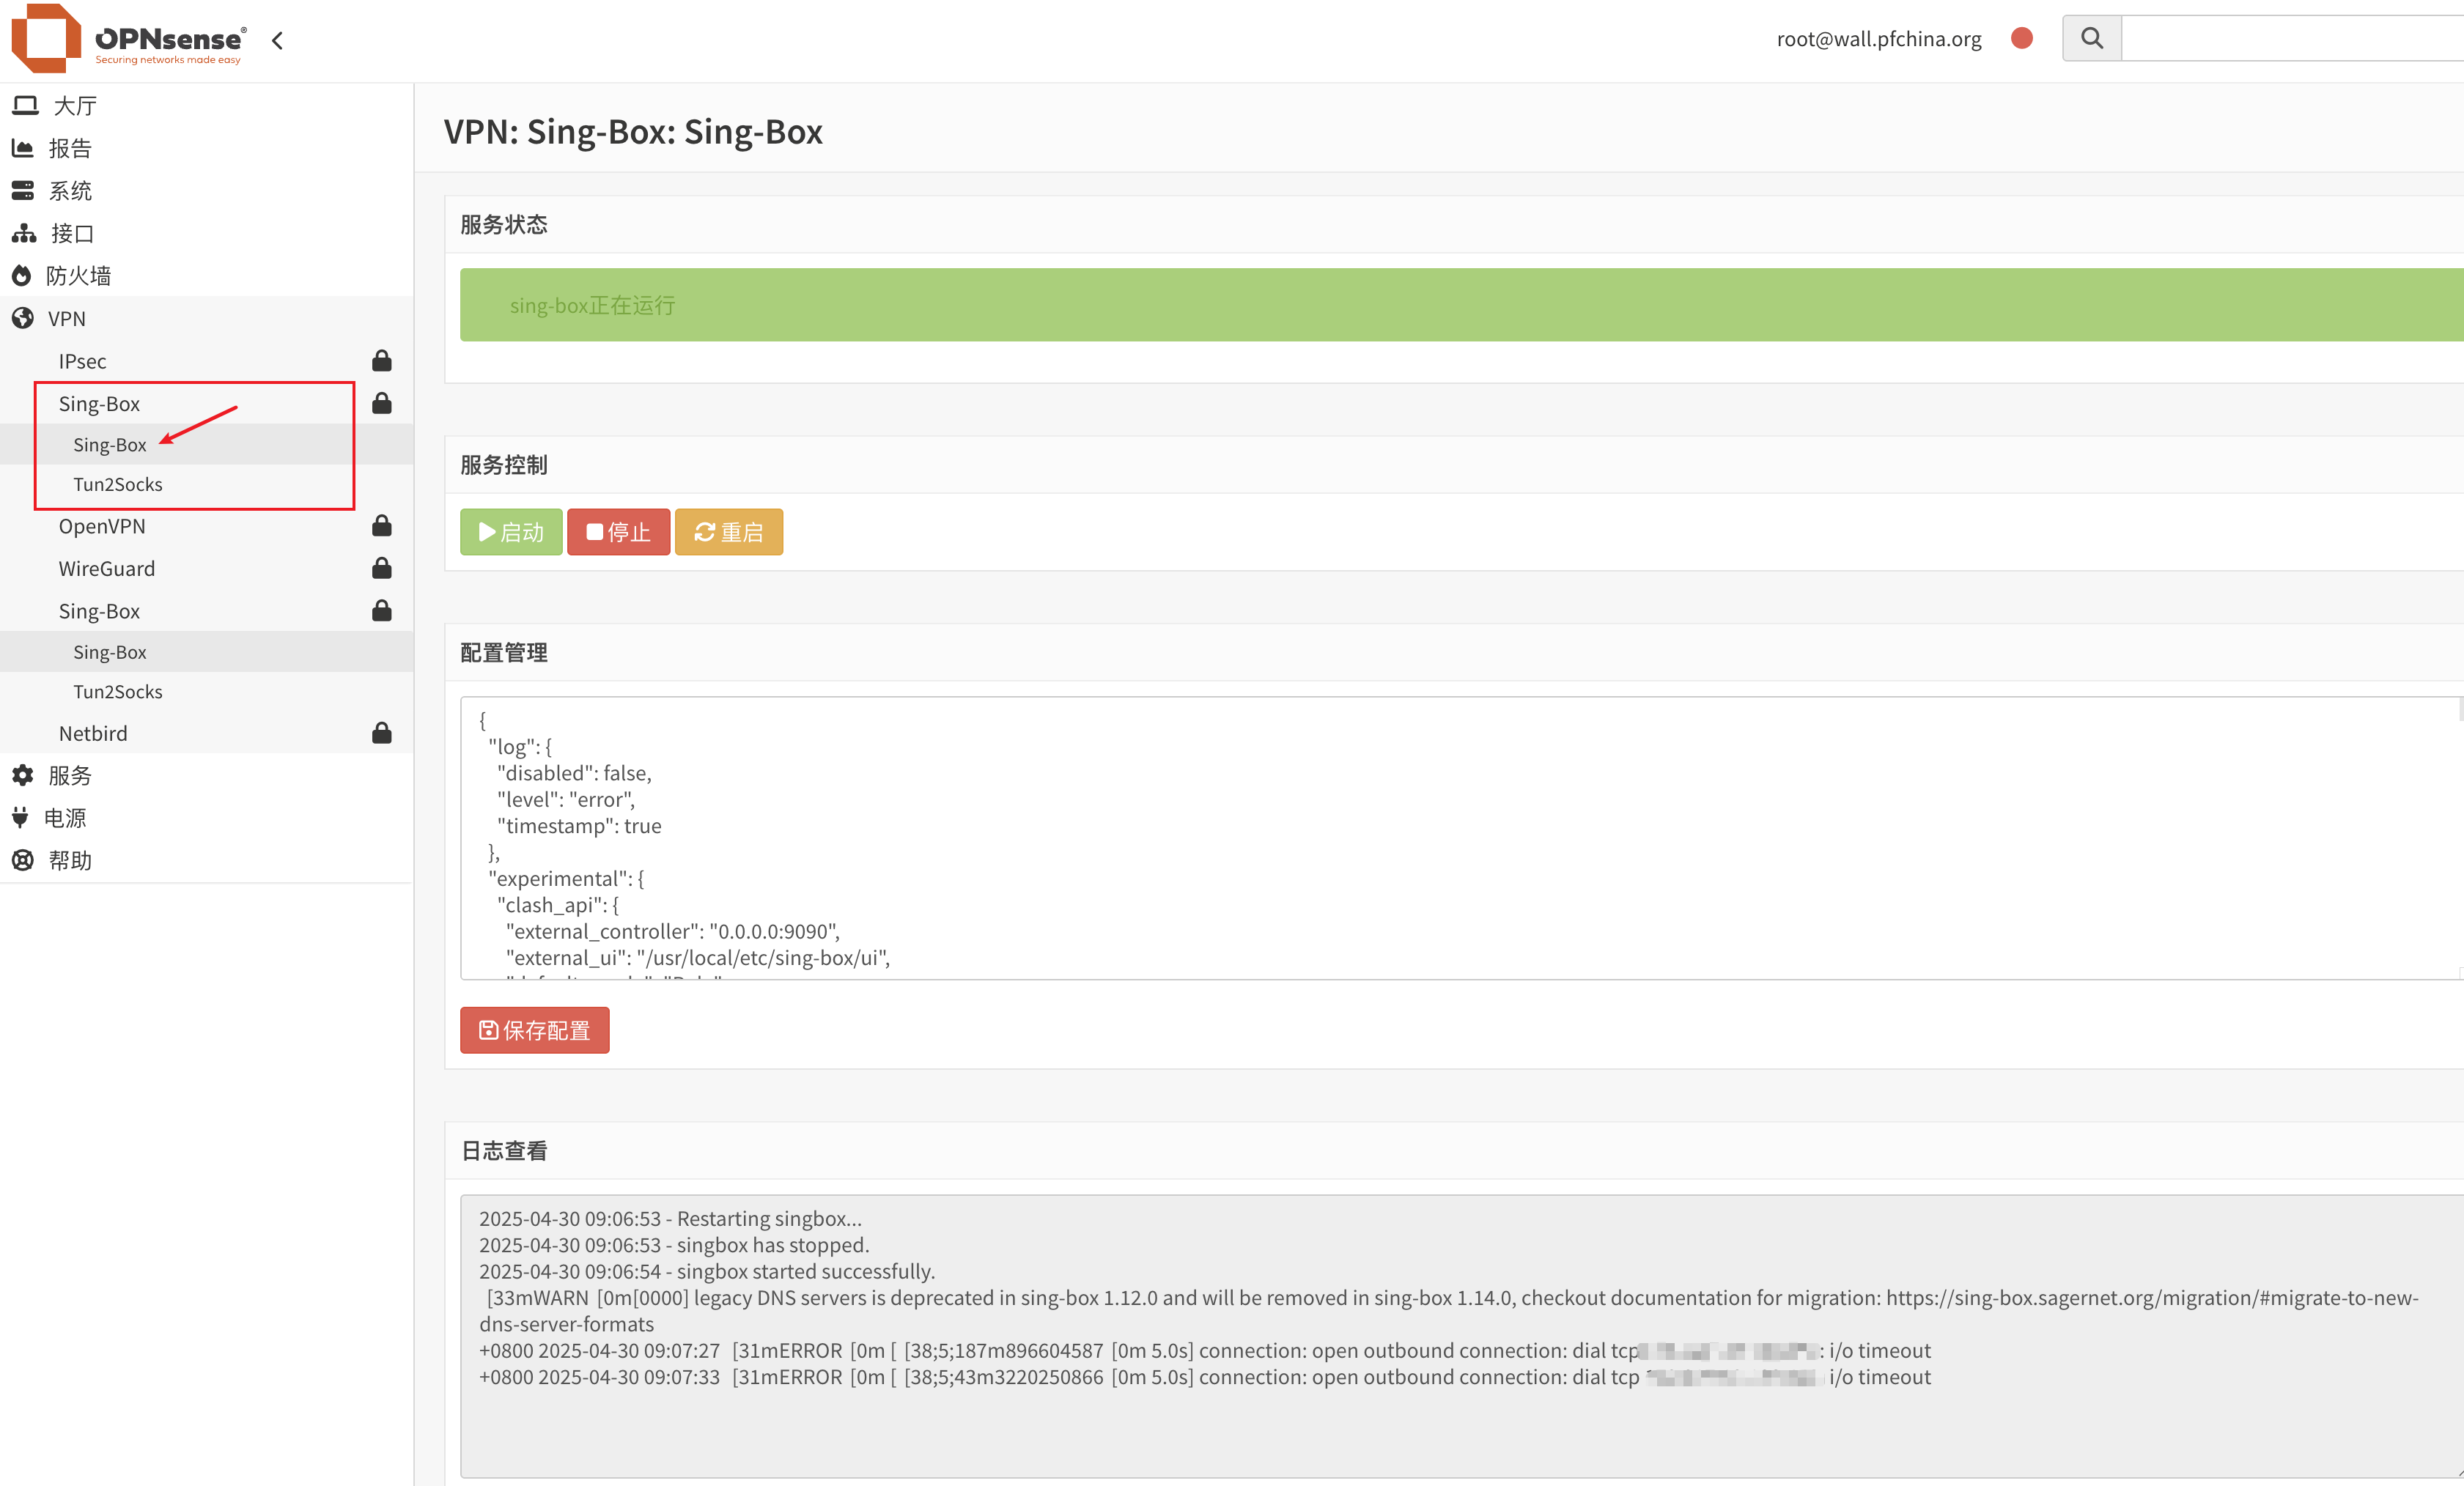 OPNsense®
Securing networks made easy
root@wall.pfchina.org
大厅
报告
系统
接口
防火墙
VPN
IPsec
Sing-Box
Sing-Box
Tun2Socks
OpenVPN
WireGuard
Sing-Box
Sing-Box
Tun2Socks
Netbird
服务
电源
帮助
VPN: Sing-Box: Sing-Box
服务状态
sing-box正在运行
服务控制
启动 停止 重启
配置管理
{
"log": {
"disabled": false,
"level": "error",
"timestamp": true
},
"experimental": {
"clash_api": {
"external_controller": "0.0.0.0:9090",
"external_ui": "/usr/local/etc/sing-box/ui",
保存配置
日志查看
2025-04-30 09:06:53 - Restarting singbox...
2025-04-30 09:06:53 - singbox has stopped.
2025-04-30 09:06:54 - singbox started successfully.
[33mWARN [0m[0000] legacy DNS servers is deprecated in sing-box 1.12.0 and will be removed in sing-box 1.14.0, checkout documentation for migration: https://sing-box.sagernet.org/migration/#migrate-to-new-
dns-server-formats
+0800 2025-04-30 09:07:27 [31mERROR [0m [ [38;5;187m896604587 [0m 5.0s] connection: open outbound connection: dial tcp : i/o timeout
+0800 2025-04-30 09:07:33 [31mERROR [0m [ [38;5;43m3220250866 [0m 5.0s] connection: open outbound connection: dial tcp i/o timeout